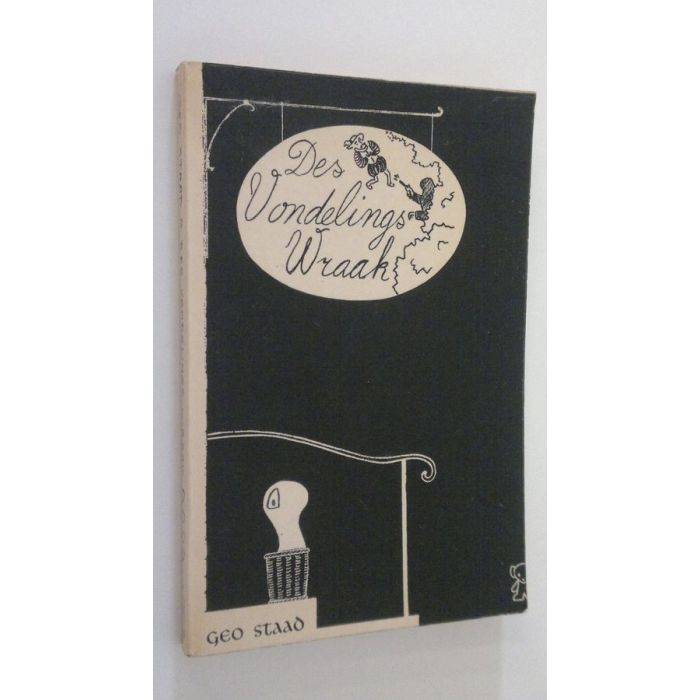 Des
Vondelings
Wraak
GEO STAAD